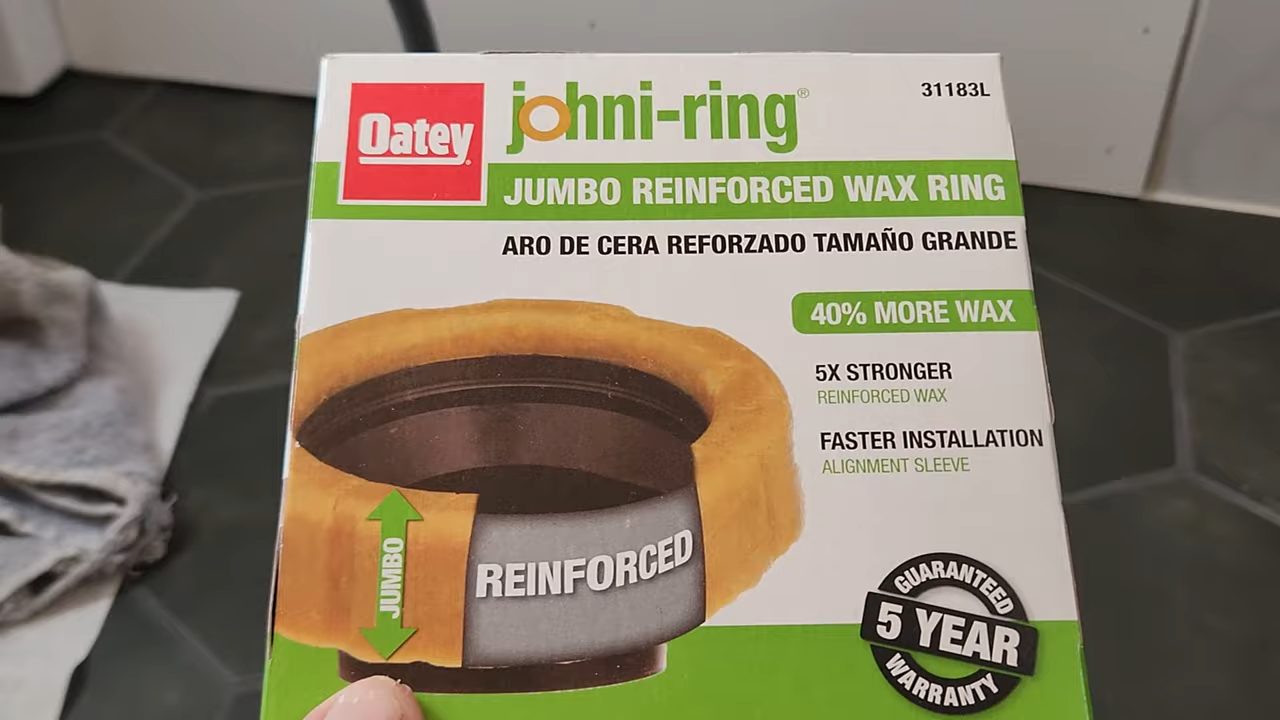 Oatey
johni-ring®
31183L
JUMBO REINFORCED WAX RING
ARO DE CERA REFORZADO TAMAÑO GRANDE
40% MORE WAX
5X STRONGER
REINFORCED WAX
FASTER INSTALLATION
ALIGNMENT SLEEVE
JUMBO
REINFORCED
GUARANTEED
5 YEAR
WARRANTY